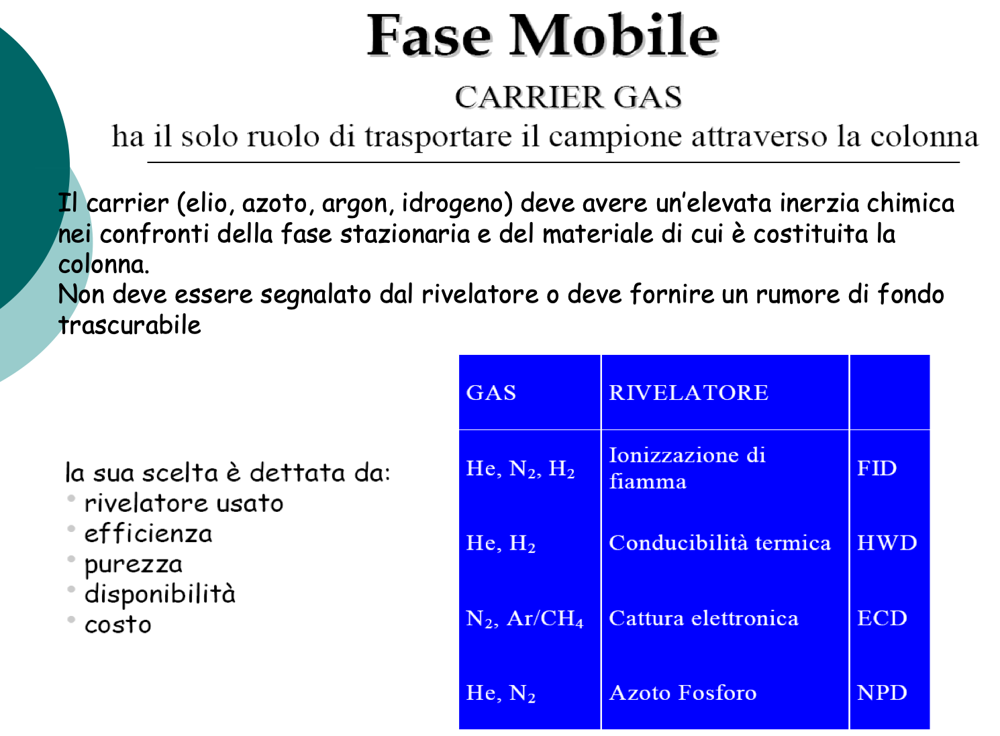 Fase Mobile
CARRIER GAS
ha il solo ruolo di trasportare il campione attraverso la colonna
Il carrier (elio, azoto, argon, idrogeno) deve avere un’elevata inerzia chimica
nei confronti della fase stazionaria e del materiale di cui è costituita la
colonna.
Non deve essere segnalato dal rivelatore o deve fornire un rumore di fondo
trascurabile
la sua scelta è dettata da:
• rivelatore usato
• efficienza
• purezza
• disponibilità
• costo
GAS RIVELATORE
He, N₂, H₂ Ionizzazione di
fiamma FID
He, H₂ Conducibilità termica HWD
N₂, Ar/CH₄ Cattura elettronica ECD
He, N₂ Azoto Fosforo NPD